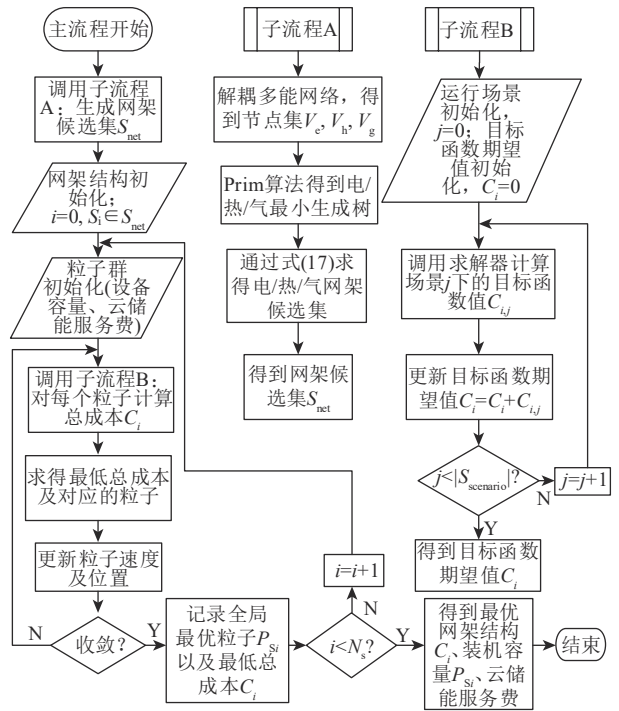 主流程开始
调用子流程
A：生成网架
候选集S_net
网架结构初
始化；
i=0, S_i∈S_net
粒子群
初始化(设备
容量、云储
能服务费)
调用子流程B：
对每个粒子计算
总成本C_i
求得最低总成本
及对应的粒子
更新粒子速度
及位置
收敛？
N
Y
记录全局
最优粒子P_Si
以及最低总
成本C_i
i<N_s?
N
i=i+1
Y
得到最优
网架结构
C_i、装机容
量P_Si、云储
能服务费
结束
子流程A
解耦多能网络，得
到节点集V_e, V_h, V_g
Prim算法得到电/
热/气最小生成树
通过式(17)求
得电/热/气网架
候选集
得到网架候
选集S_net
子流程B
运行场景
初始化，
j=0；目标
函数期望
值初始
化，C_i=0
调用求解器计算
场景j下的目标函
数值C_i,j
更新目标函数期
望值C_i=C_i+C_i,j
j<|S_scenario|?
N
j=j+1
Y
得到目标函数
期望值C_i